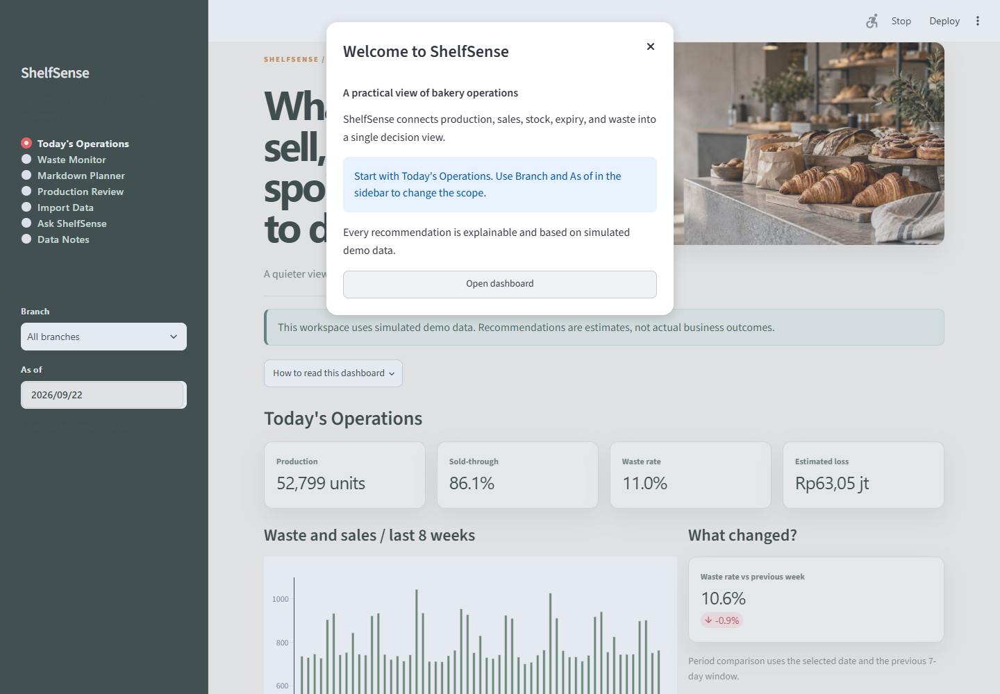 ShelfSense
Today's Operations
Waste Monitor
Markdown Planner
Production Review
Import Data
Ask ShelfSense
Data Notes
Branch
All branches
As of
2026/09/22
Stop
Deploy
Welcome to ShelfSense
A practical view of bakery operations
ShelfSense connects production, sales, stock, expiry, and waste into
a single decision view.
Start with Today's Operations. Use Branch and As of in the
sidebar to change the scope.
Every recommendation is explainable and based on simulated
demo data.
Open dashboard
SHELFSENSE /
sell,
to d
A quieter view
This workspace uses simulated demo data. Recommendations are estimates, not actual business outcomes.
How to read this dashboard
Today's Operations
Production
52,799 units
Sold-through
86.1%
Waste rate
11.0%
Estimated loss
Rp63,05 jt
Waste and sales / last 8 weeks
1000
800
600
What changed?
Waste rate vs previous week
10.6%
-0.9%
Period comparison uses the selected date and the previous 7-
day window.